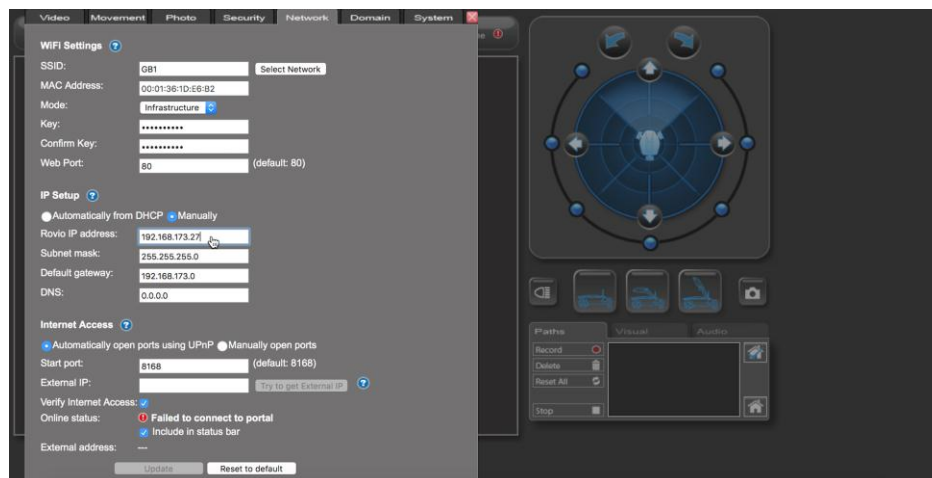 Video Movement Photo Security Network Domain System
WiFi Settings
SSID: GB1 Select Network
MAC Address: 00:01:36:1D:E6:B2
Mode: Infrastructure
Key: ••••••••••
Confirm Key: ••••••••••
Web Port: 80 (default: 80)
IP Setup
Automatically from DHCP Manually
Rovio IP address: 192.168.173.27
Subnet mask: 255.255.255.0
Default gateway: 192.168.173.0
DNS: 0.0.0.0
Internet Access
Automatically open ports using UPnP Manually open ports
Start port: 8168 (default: 8168)
External IP: Try to get External IP
Verify Internet Access:
Online status: Failed to connect to portal
Include in status bar
External address: ---
Update Reset to default
Paths Visual Audio
Record
Delete
Reset All
Stop